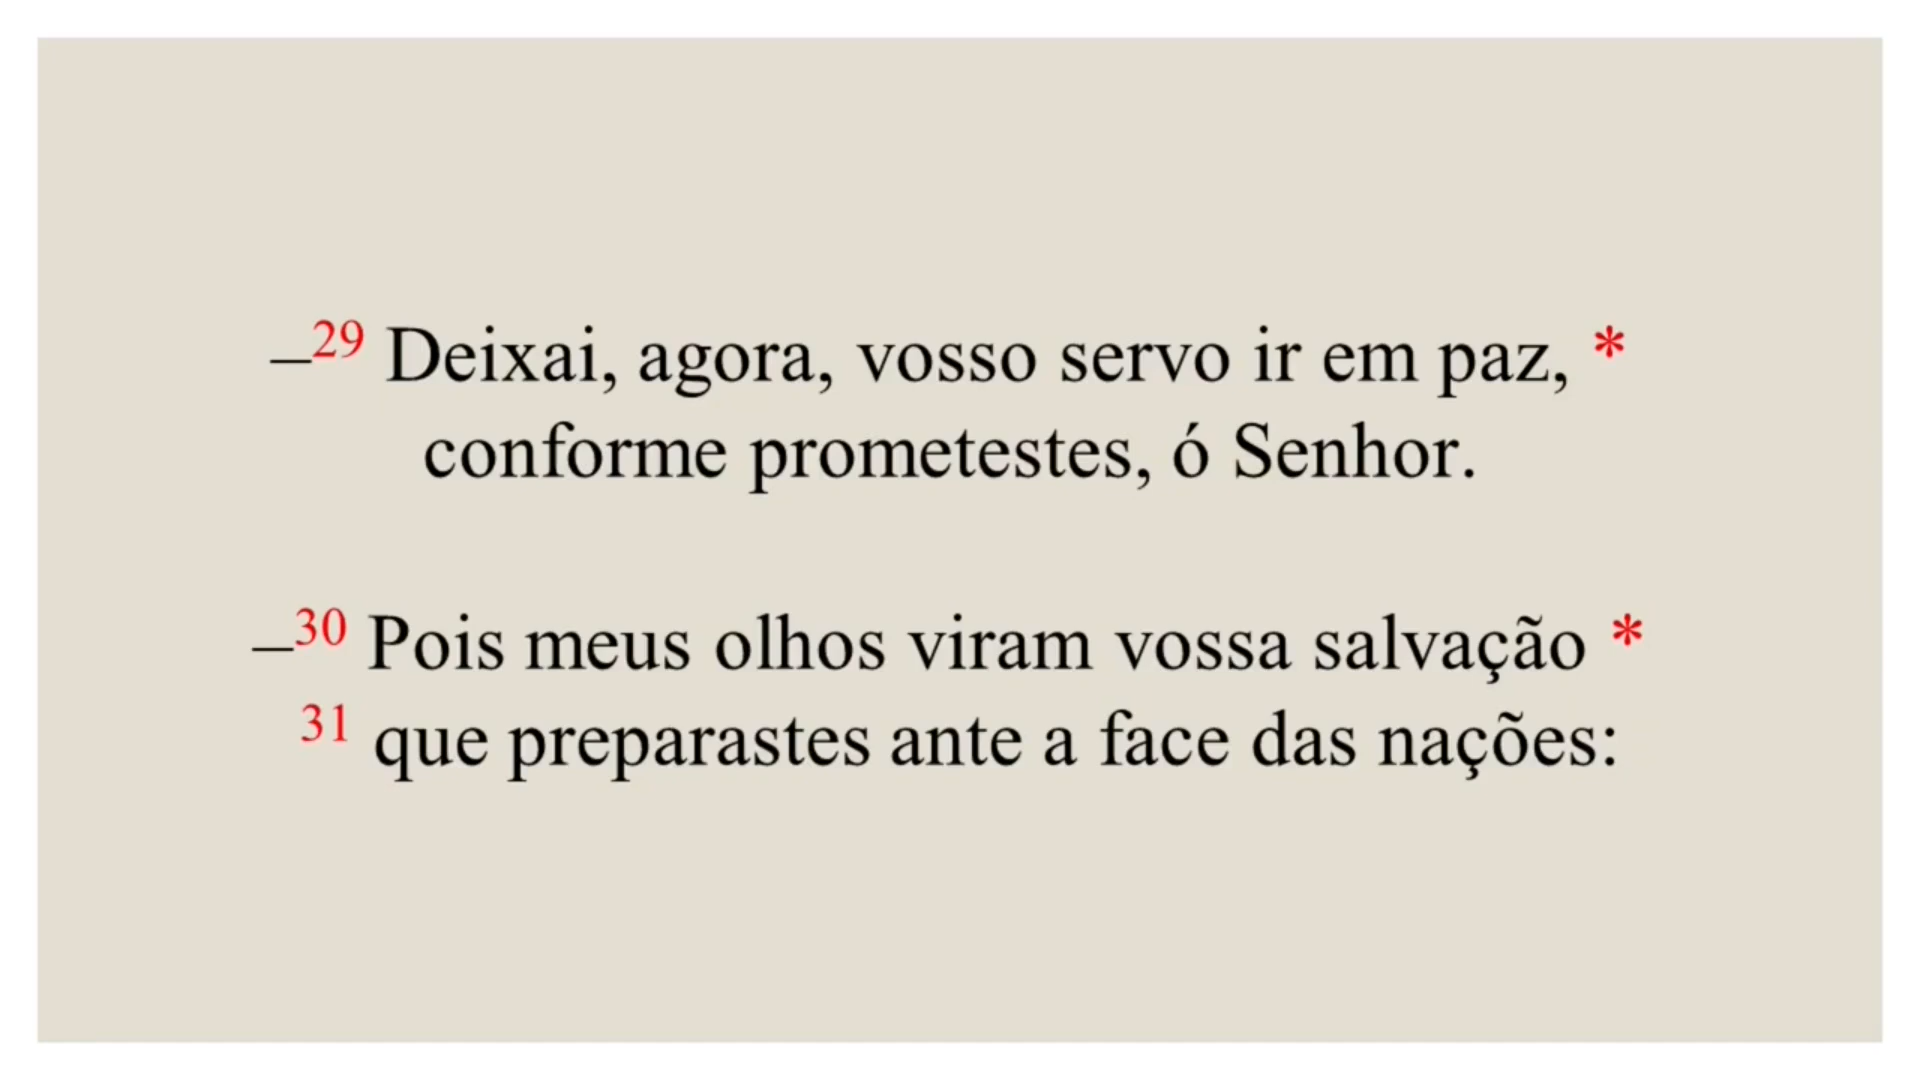 –29 Deixai, agora, vosso servo ir em paz, *
conforme prometestes, ó Senhor.
–30 Pois meus olhos viram vossa salvação *
31 que preparastes ante a face das nações: